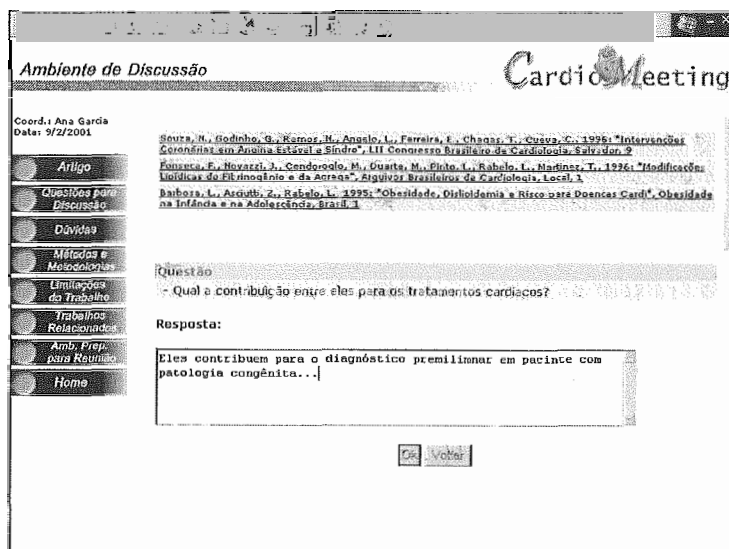 Ambiente de Discussão
CardioMeeting
Coord.: Ana Garcia
Data: 9/2/2001
Artigo
Questões para
Discussão
Dúvidas
Métodos e
Metodologias
Limitações
do Trabalho
Trabalhos
Relacionados
Amb. Prep.
para Reunião
Home
Souza, N., Godinho, G., Ramos, N., Angelo, L., Ferreira, E., Chagas, T., Cueva, C., 1996: "Intervenções
Coronárias em Angina Estável e Síndre", LII Congresso Brasileiro de Cardiologia, Salvador, 9
Fonseca, F., Novazzi, J., Cendoroglo, M., Duarte, M., Pinto, L., Rabelo, L., Martinez, T., 1996: "Modificações
Lipídicas do Fibrinogênio e da Agrega", Arquivos Brasileiros de Cardiologia, Local, 1
Barbosa, L., Asciutti, Z., Rabelo, L., 1995: "Obesidade, Dislipidemia e Risco para Doencas Cardi", Obesidade
na Infância e na Adolescência, Brasil, 1
Questão
- Qual a contribuição entre eles para os tratamentos cardíacos?
Resposta:
Eles contribuem para o diagnóstico premilimnar em pacinte com
patologia congênita...
Ok Voltar